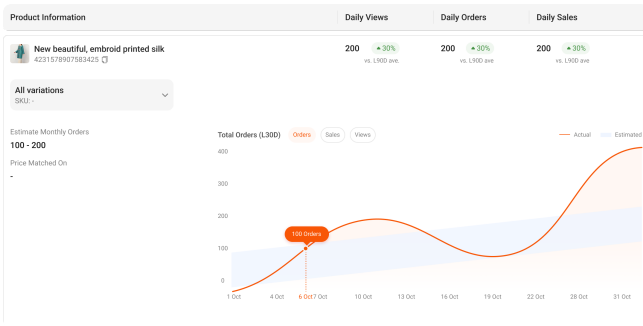 Product Information Daily Views Daily Orders Daily Sales
New beautiful, embroid printed silk 200 30% 200 30% 200 30%
4231578907583425 vs. L90D ave. vs. L90D ave vs. L90D ave
All variations
SKU: -
Estimate Monthly Orders
100 - 200
Price Matched On
-
Total Orders (L30D) Orders Sales Views Actual Estimated
400
300
200
100 Orders
100
0
1 Oct 4 Oct 6 Oct 7 Oct 10 Oct 13 Oct 16 Oct 19 Oct 22 Oct 28 Oct 31 Oct